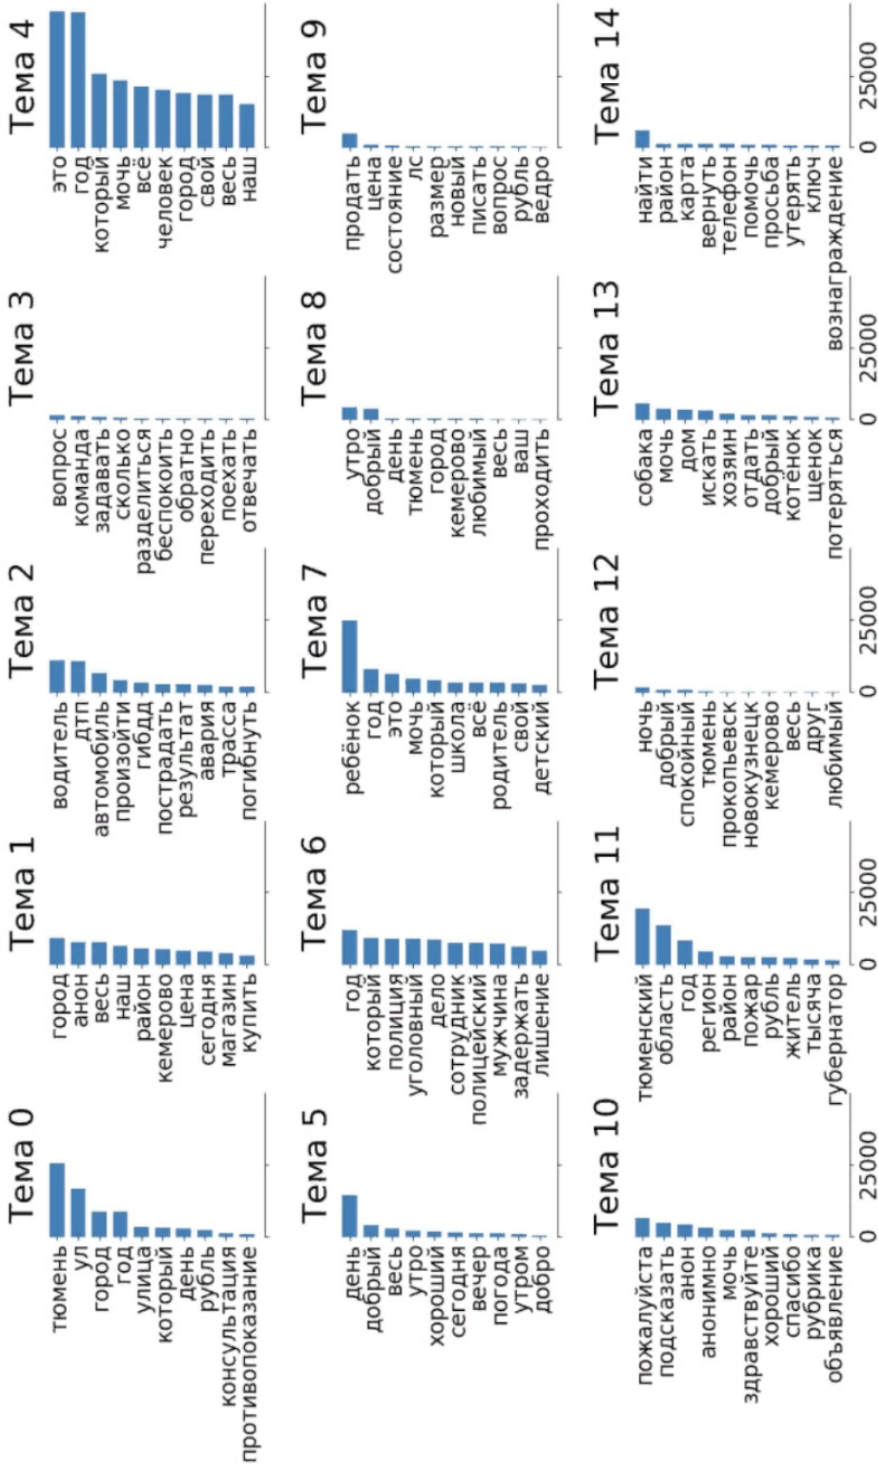 Тема 0
тюмень
ул
город
год
улица
который
день
рубль
консультация
противопоказание
Тема 1
город
анон
весь
наш
район
кемерово
цена
сегодня
магазин
купить
Тема 2
водитель
дтп
автомобиль
произойти
гибдд
пострадать
результат
авария
трасса
погибнуть
Тема 3
вопрос
команда
задавать
сколько
разделиться
беспокоить
обратно
переходить
поехать
отвечать
Тема 4
это
год
который
мочь
всё
человек
город
свой
весь
наш
Тема 5
день
добрый
весь
утро
хороший
сегодня
вечер
погода
утром
добро
Тема 6
год
который
полиция
уголовный
дело
сотрудник
полицейский
мужчина
задержать
лишение
Тема 7
ребёнок
год
это
мочь
который
школа
всё
родитель
свой
детский
Тема 8
утро
добрый
день
тюмень
город
кемерово
любимый
весь
ваш
проходить
Тема 9
продать
цена
состояние
лс
размер
новый
писать
вопрос
рубль
ведро
Тема 10
пожалуйста
подсказать
анон
анонимно
мочь
здравствуйте
хороший
спасибо
рубрика
объявление
0 25000
Тема 11
тюменский
область
год
регион
район
пожар
рубль
житель
тысяча
губернатор
0 25000
Тема 12
ночь
добрый
спокойный
тюмень
прокопьевск
новокузнецк
кемерово
весь
друг
любимый
0 25000
Тема 13
собака
мочь
дом
искать
хозяин
отдать
добрый
котёнок
щенок
потеряться
0 25000
Тема 14
найти
район
карта
вернуть
телефон
помочь
просьба
утерять
ключ
вознаграждение
0 25000